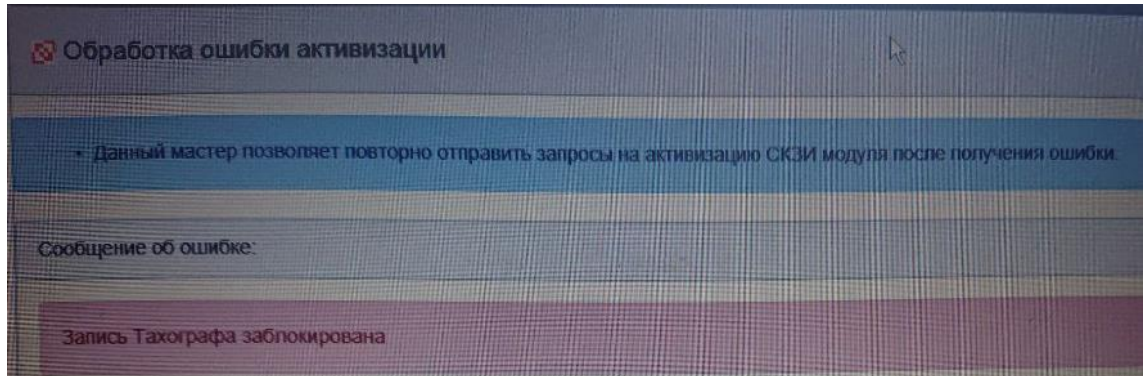 Обработка ошибки активизации
Данный мастер позволяет повторно отправить запросы на активизацию СКЗИ модуля после получения ошибки.
Сообщение об ошибке:
Запись Тахографа заблокирована